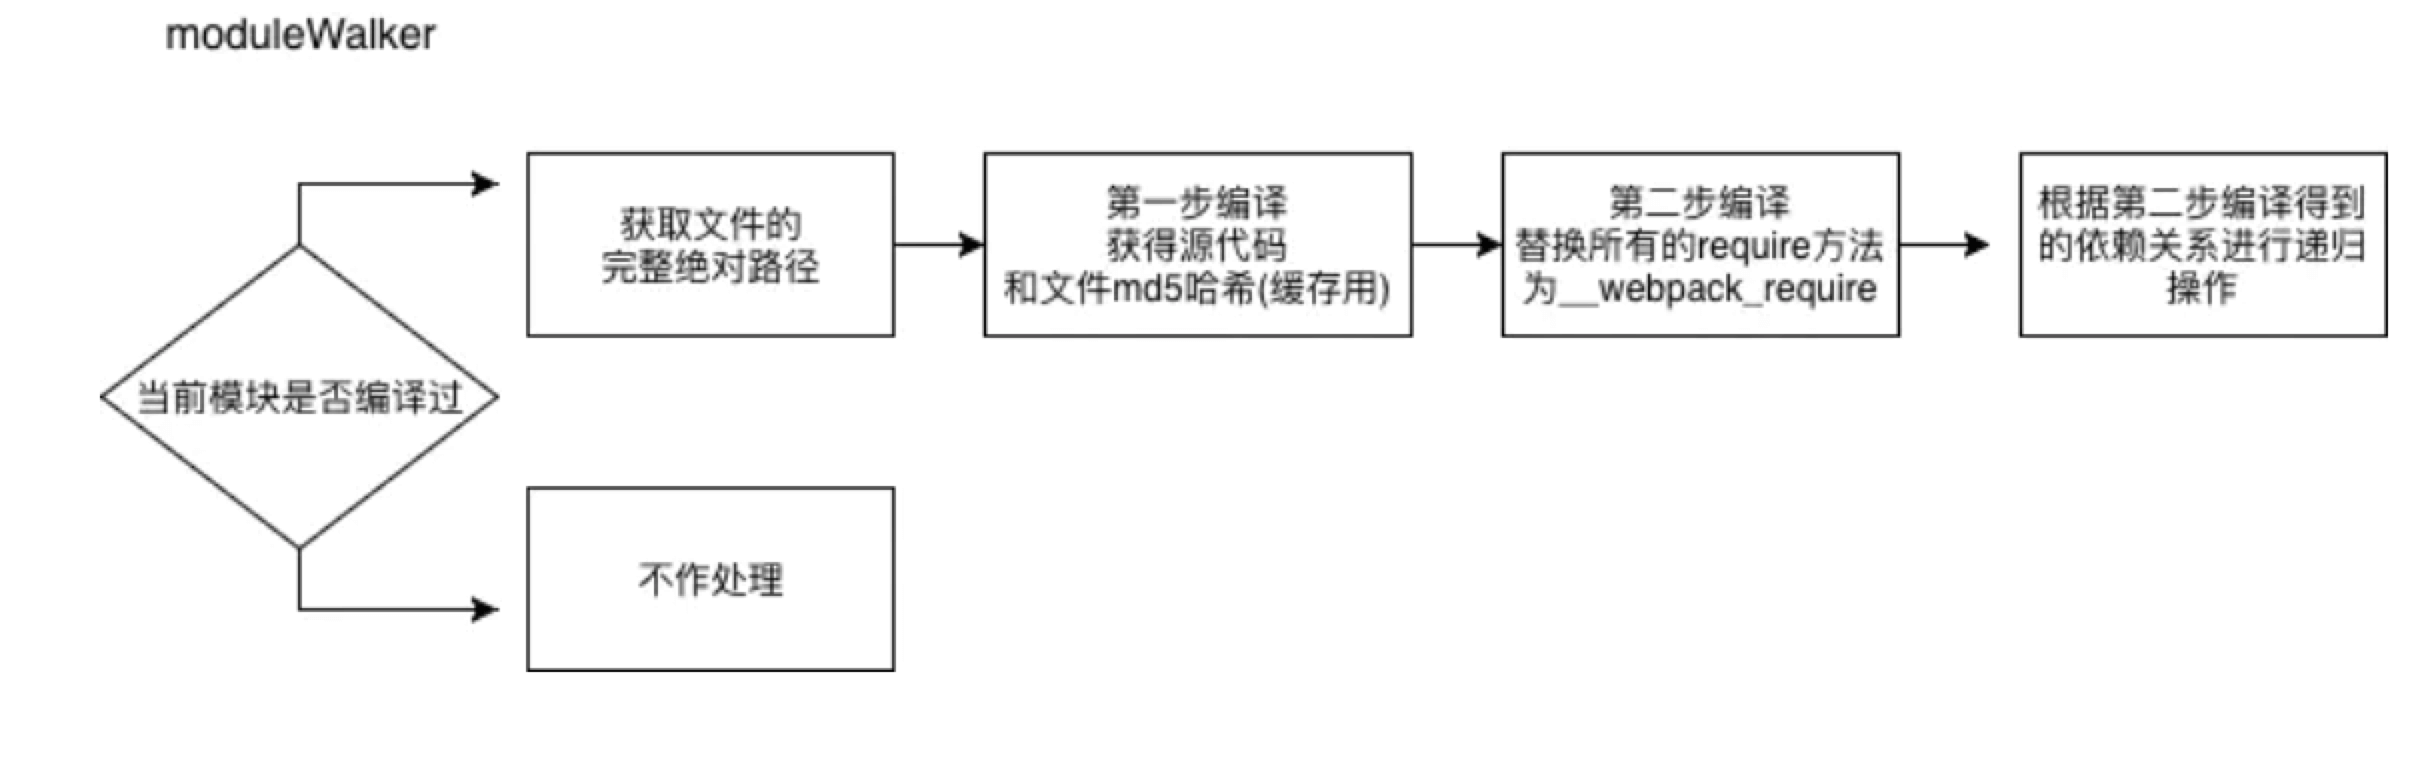 moduleWalker
当前模块是否编译过
获取文件的
完整绝对路径
第一步编译
获得源代码
和文件md5哈希(缓存用)
第二步编译
替换所有的require方法
为__webpack_require
根据第二步编译得到
的依赖关系进行递归
操作
不作处理